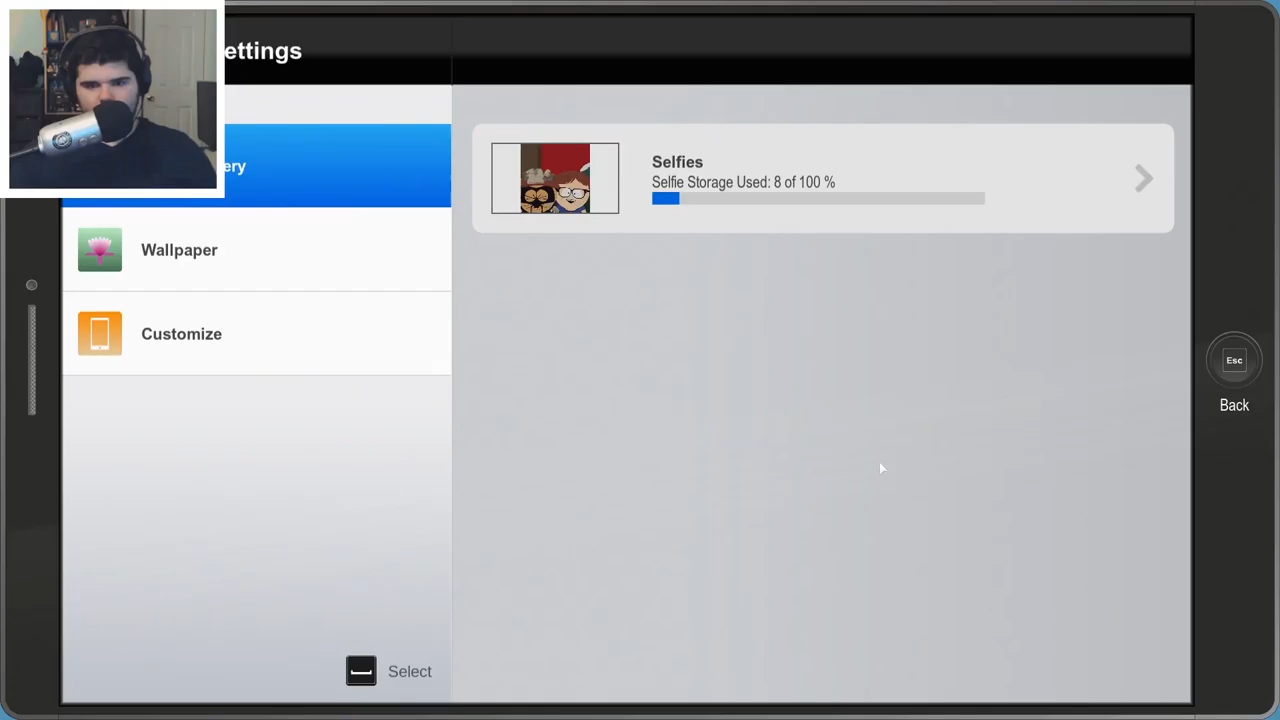 ettings
ery
Wallpaper
Customize
Select
Selfies
Selfie Storage Used: 8 of 100 %
Esc
Back